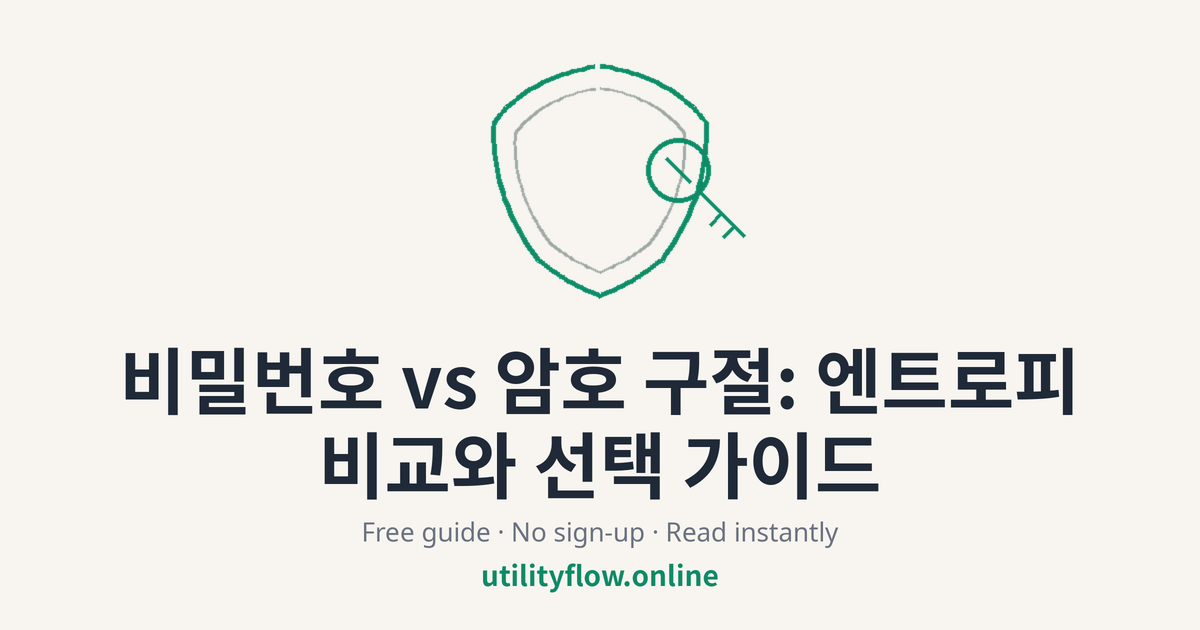 비밀번호 vs 암호 구절: 엔트로피
비교와 선택 가이드
Free guide · No sign-up · Read instantly
utilityflow.online